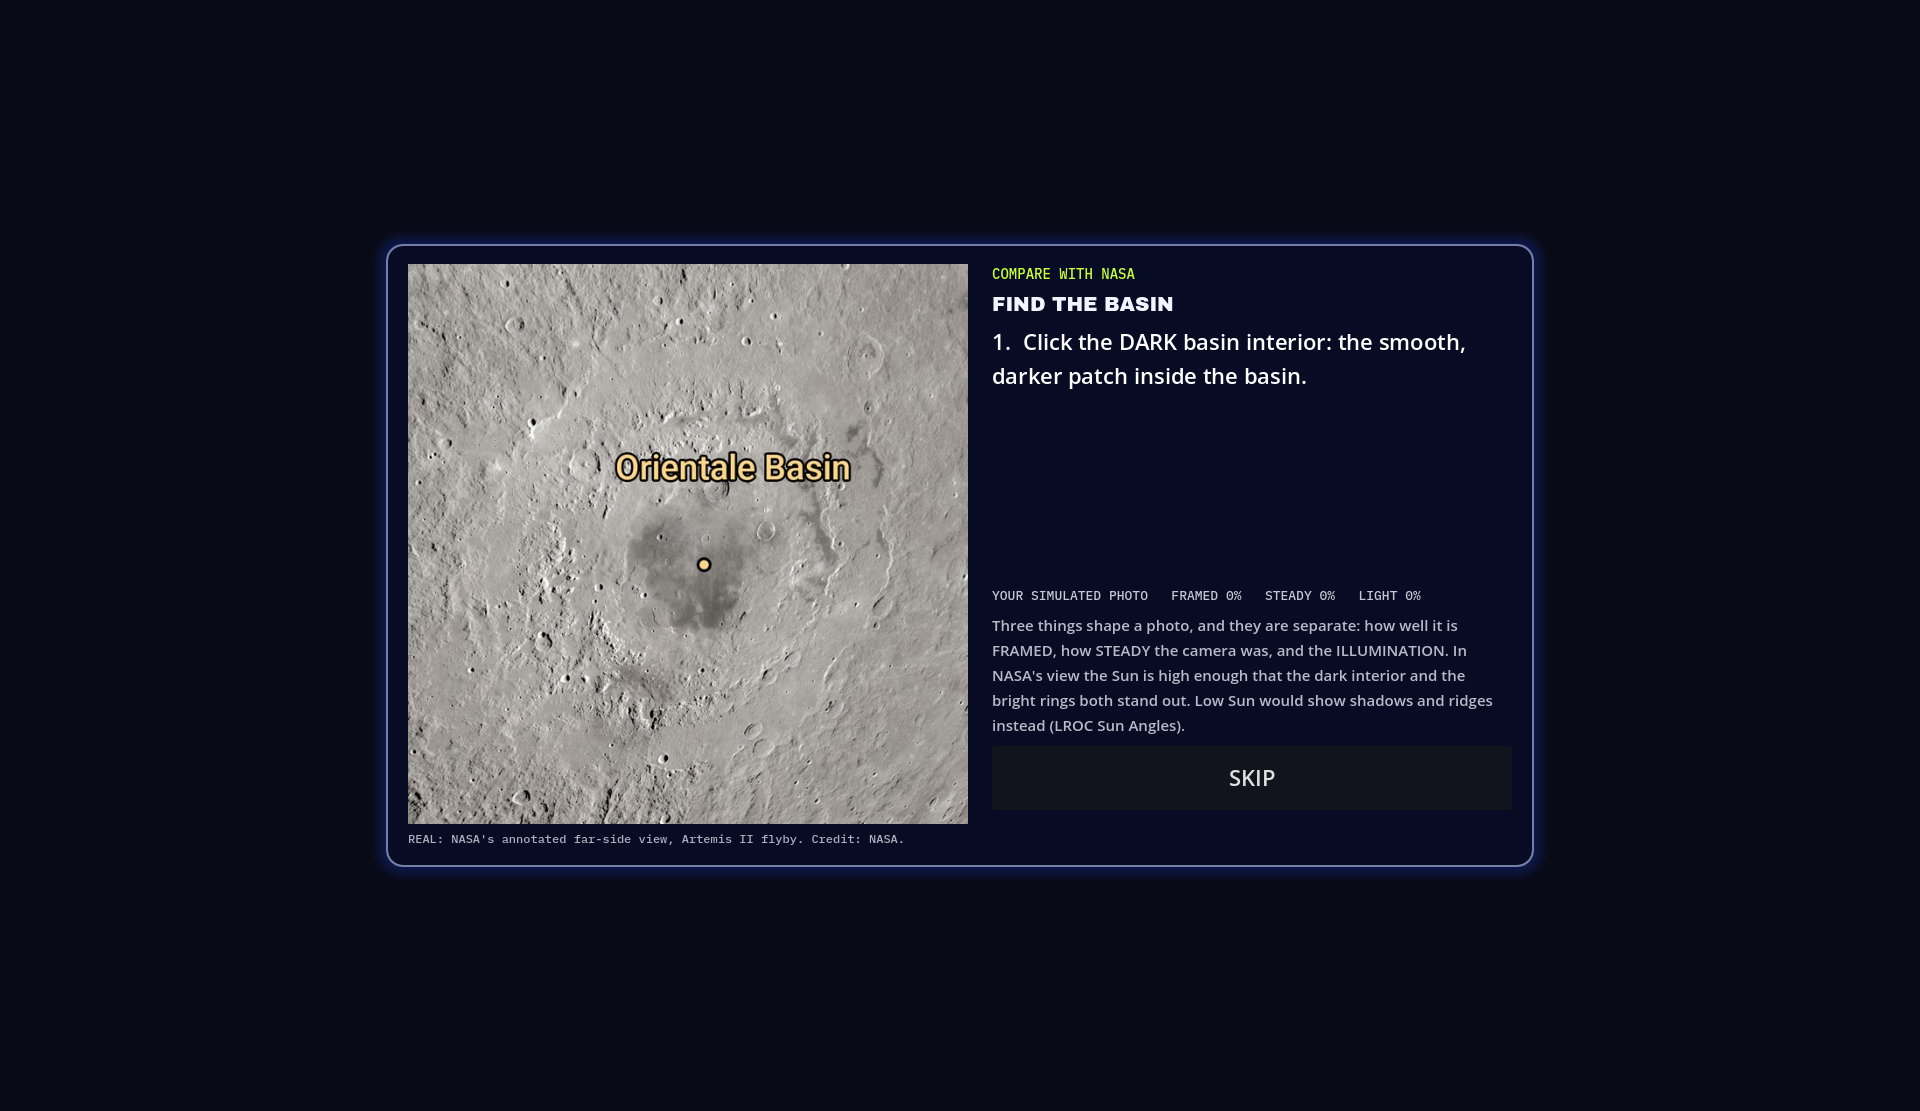 Orientale Basin
REAL: NASA's annotated far-side view, Artemis II flyby. Credit: NASA.
COMPARE WITH NASA
FIND THE BASIN
1. Click the DARK basin interior: the smooth,
darker patch inside the basin.
YOUR SIMULATED PHOTO FRAMED 0% STEADY 0% LIGHT 0%
Three things shape a photo, and they are separate: how well it is
FRAMED, how STEADY the camera was, and the ILLUMINATION. In
NASA's view the Sun is high enough that the dark interior and the
bright rings both stand out. Low Sun would show shadows and ridges
instead (LROC Sun Angles).
SKIP